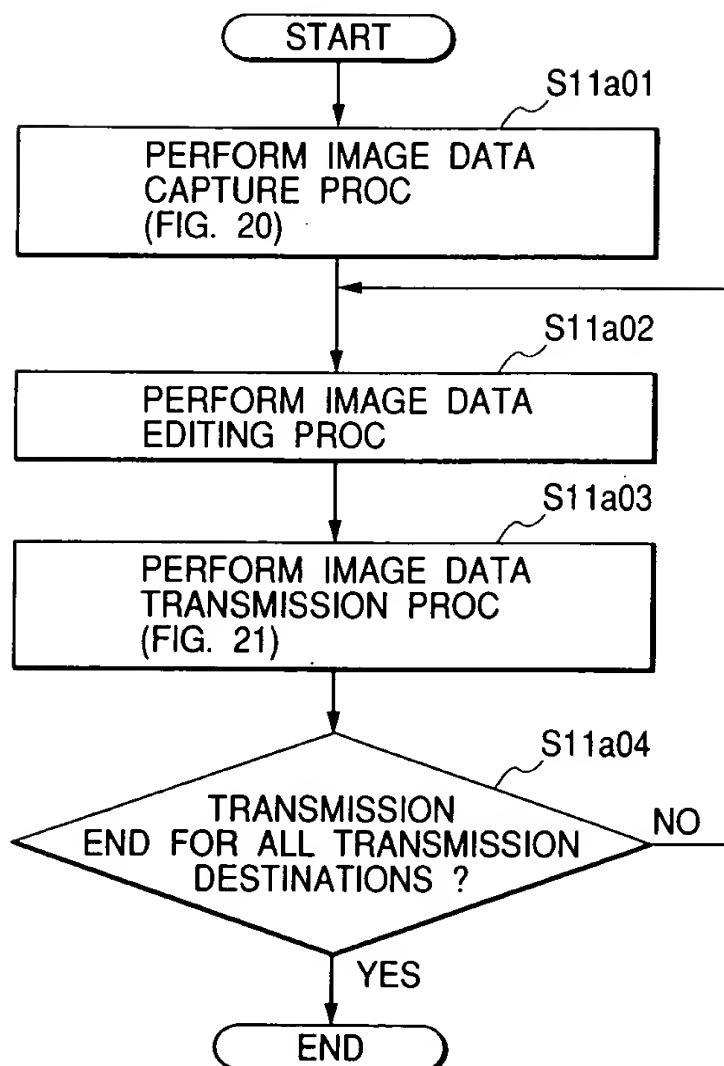 START
S11a01
PERFORM IMAGE DATA
CAPTURE PROC
(FIG. 20)
S11a02
PERFORM IMAGE DATA
EDITING PROC
S11a03
PERFORM IMAGE DATA
TRANSMISSION PROC
(FIG. 21)
S11a04
TRANSMISSION
END FOR ALL TRANSMISSION
DESTINATIONS ?
NO
YES
END